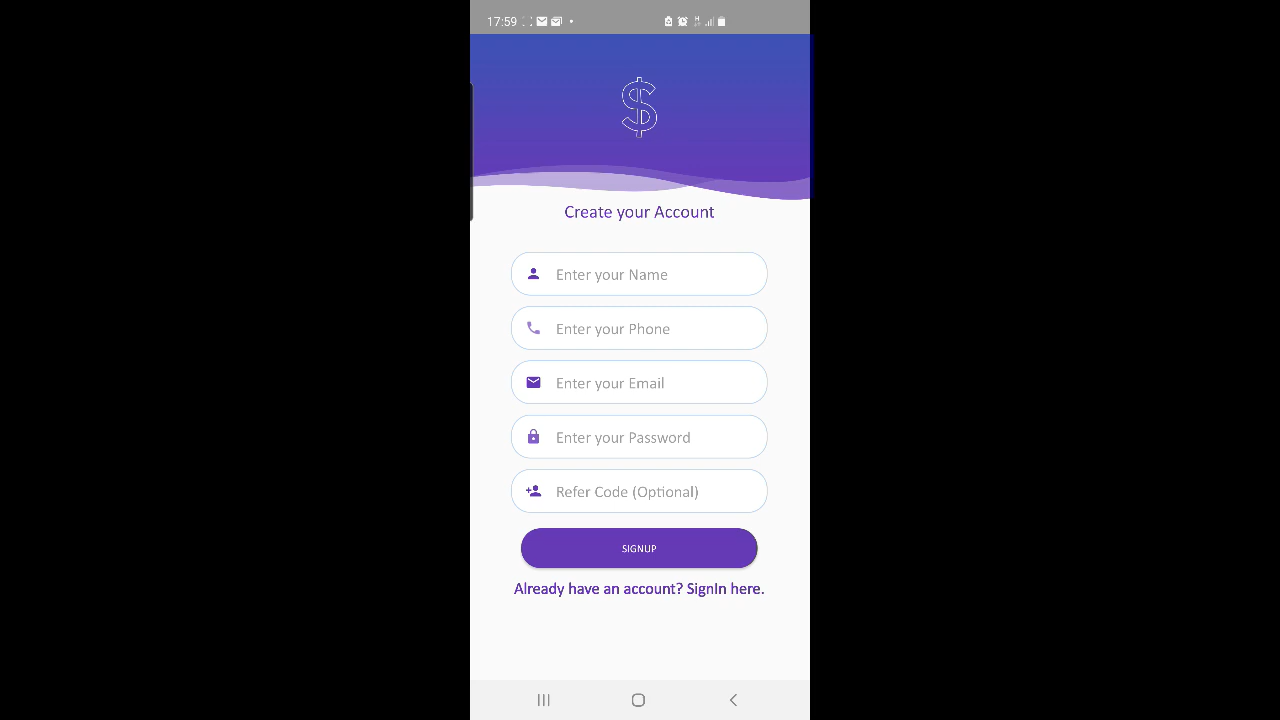 17:59
$
Create your Account
Enter your Name
Enter your Phone
Enter your Email
Enter your Password
Refer Code (Optional)
SIGNUP
Already have an account? SignIn here.